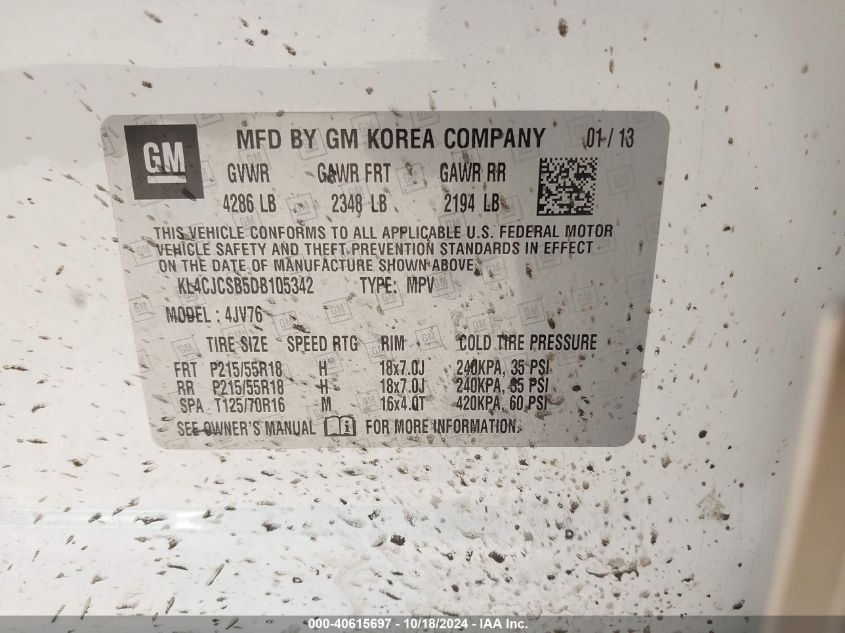 GM
MFD BY GM KOREA COMPANY 01/13
GVWR GAWR FRT GAWR RR
4286 LB 2348 LB 2194 LB
THIS VEHICLE CONFORMS TO ALL APPLICABLE U.S. FEDERAL MOTOR
VEHICLE SAFETY AND THEFT PREVENTION STANDARDS IN EFFECT
ON THE DATE OF MANUFACTURE SHOWN ABOVE.
KL4CJCSB5DB105342 TYPE: MPV
MODEL: 4JV76
TIRE SIZE SPEED RTG RIM COLD TIRE PRESSURE
FRT P215/55R18 H 18x7.0J 240KPA, 35 PSI
RR P215/55R18 H 18x7.0J 240KPA, 35 PSI
SPA T125/70R16 M 16x4.0T 420KPA, 60 PSI
SEE OWNER'S MANUAL FOR MORE INFORMATION.
000-40615697 - 10/18/2024 - IAA Inc.